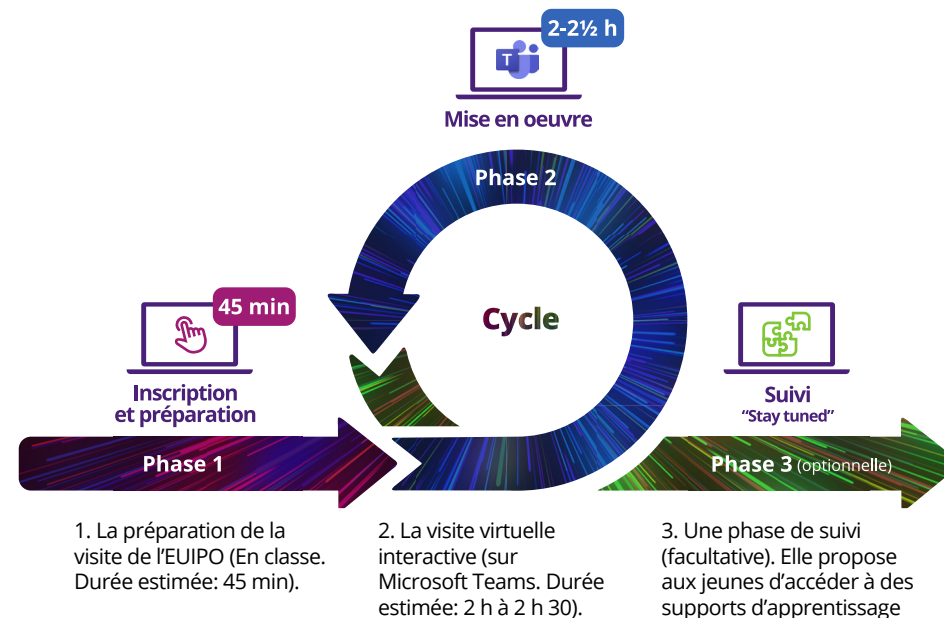 2-2½ h
T
Mise en oeuvre
Phase 2
Cycle
45 min
Inscription
et préparation
Suivi
“Stay tuned”
Phase 1
Phase 3 (optionnelle)
1. La préparation de la
visite de l’EUIPO (En classe.
Durée estimée: 45 min).
2. La visite virtuelle
interactive (sur
Microsoft Teams. Durée
estimée: 2 h à 2 h 30).
3. Une phase de suivi
(facultative). Elle propose
aux jeunes d’accéder à des
supports d’apprentissage